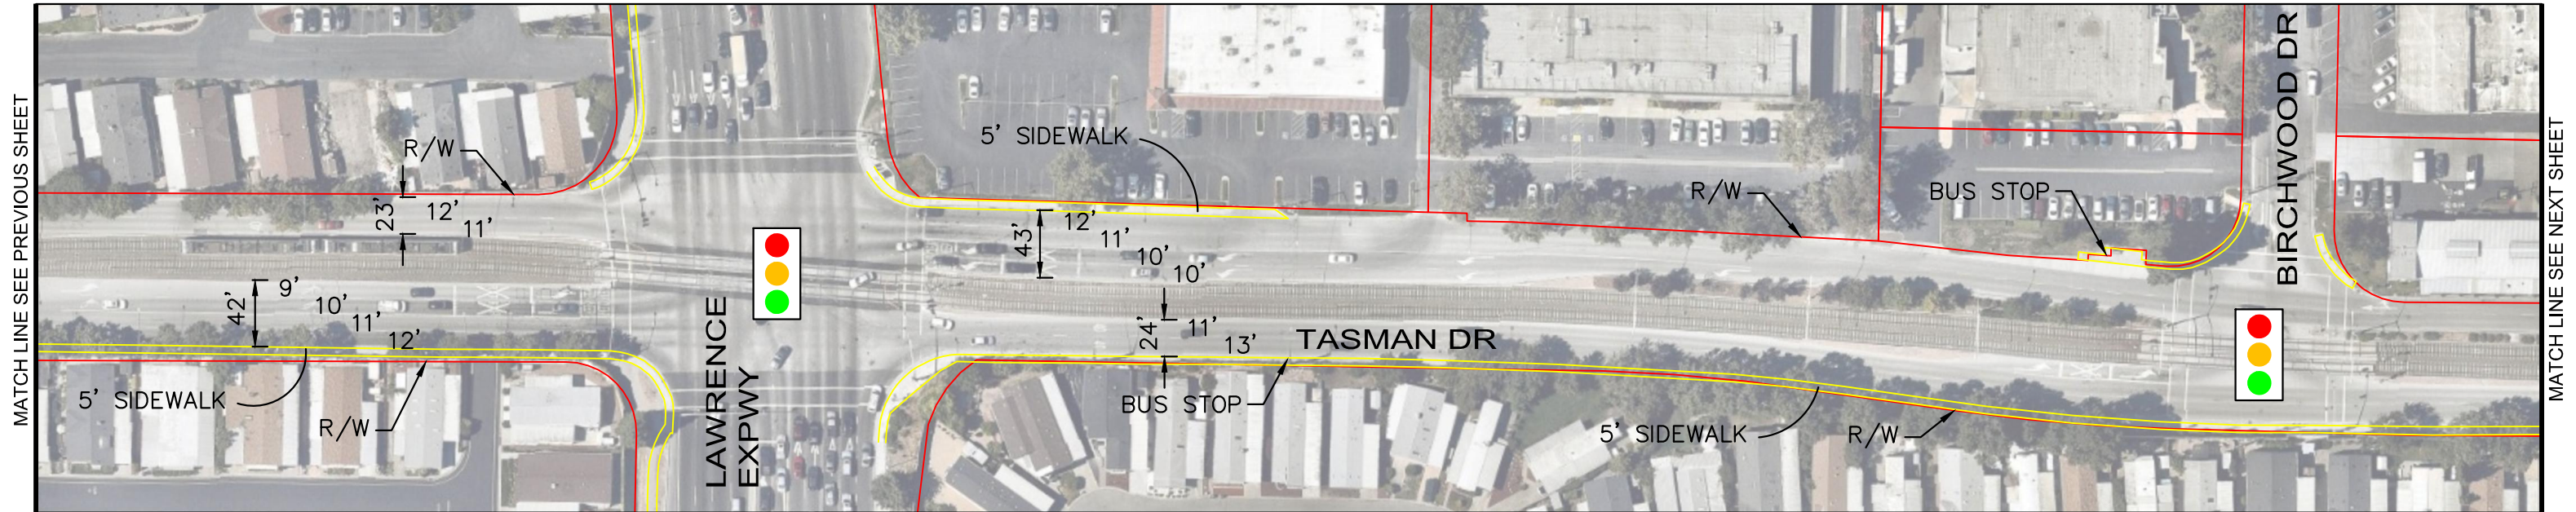 MATCH LINE SEE PREVIOUS SHEET
R/W
23'
12'
11'
42'
9'
10'
11'
12'
5' SIDEWALK
R/W
LAWRENCE
EXPWY
5' SIDEWALK
43'
12'
11'
10'
10'
24'
11'
13'
TASMAN DR
BUS STOP
R/W
BUS STOP
5' SIDEWALK
R/W
BIRCHWOOD DR
MATCH LINE SEE NEXT SHEET